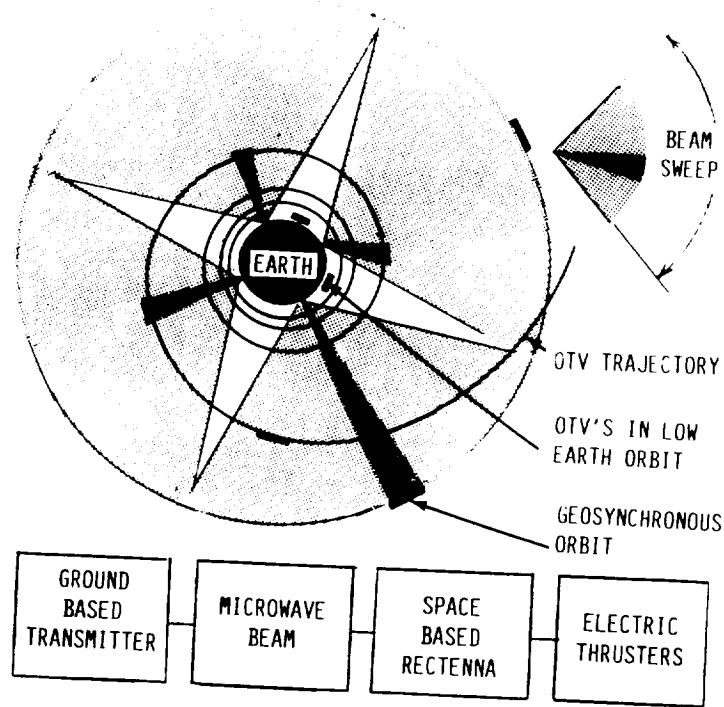 BEAM
SWEEP
EARTH
OTV TRAJECTORY
OTV'S IN LOW
EARTH ORBIT
GEOSYNCHRONOUS
ORBIT
GROUND
BASED
TRANSMITTER
MICROWAVE
BEAM
SPACE
BASED
RECTENNA
ELECTRIC
THRUSTERS